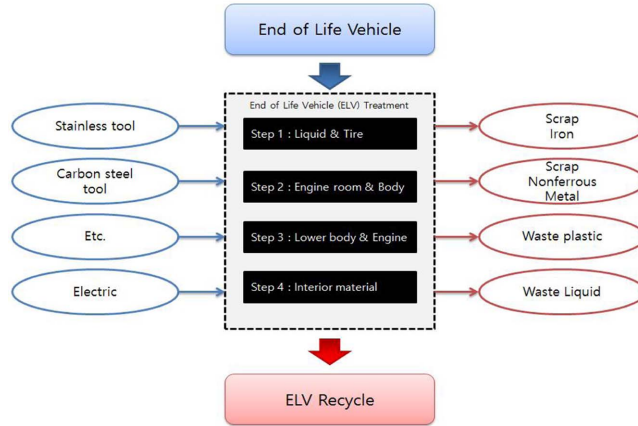 End of Life Vehicle
End of Life Vehicle (ELV) Treatment
Stainless tool
Step 1 : Liquid & Tire
Scrap
Iron
Carbon steel
tool
Step 2 : Engine room & Body
Scrap
Nonferrous
Metal
Etc.
Step 3 : Lower body & Engine
Waste plastic
Electric
Step 4 : Interior material
Waste Liquid
ELV Recycle